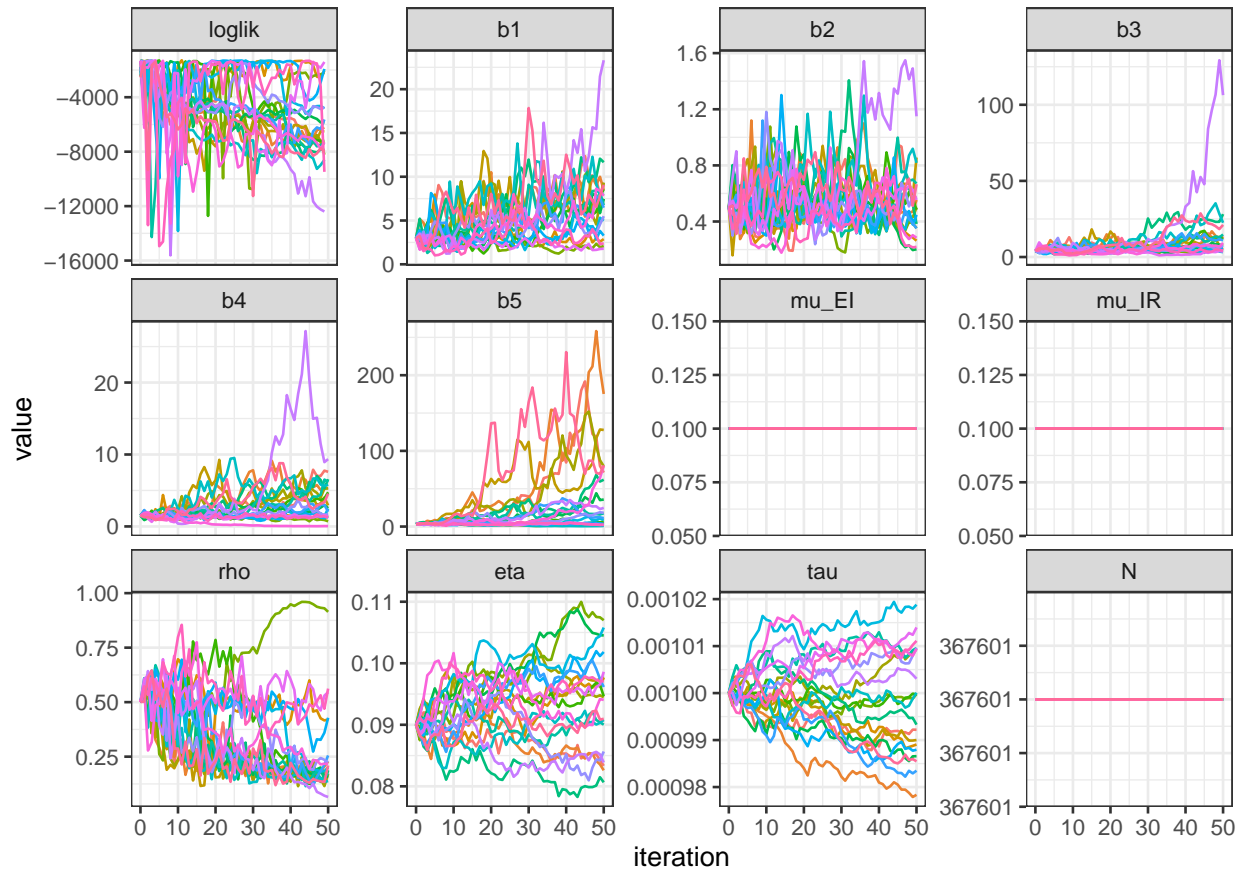 loglik b1 b2 b3
−4000 −8000 −12000 −16000
0 5 10 15 20
0.4 0.8 1.2 1.6
0 50 100
b4 b5 mu_EI mu_IR
0 10 20
0 100 200
0.050 0.075 0.100 0.125 0.150
0.050 0.075 0.100 0.125 0.150
rho eta tau N
0.25 0.50 0.75 1.00
0.08 0.09 0.10 0.11
0.00098 0.00099 0.00100 0.00101 0.00102
367601 367601 367601 367601
0 10 20 30 40 50
0 10 20 30 40 50
0 10 20 30 40 50
0 10 20 30 40 50
value
iteration